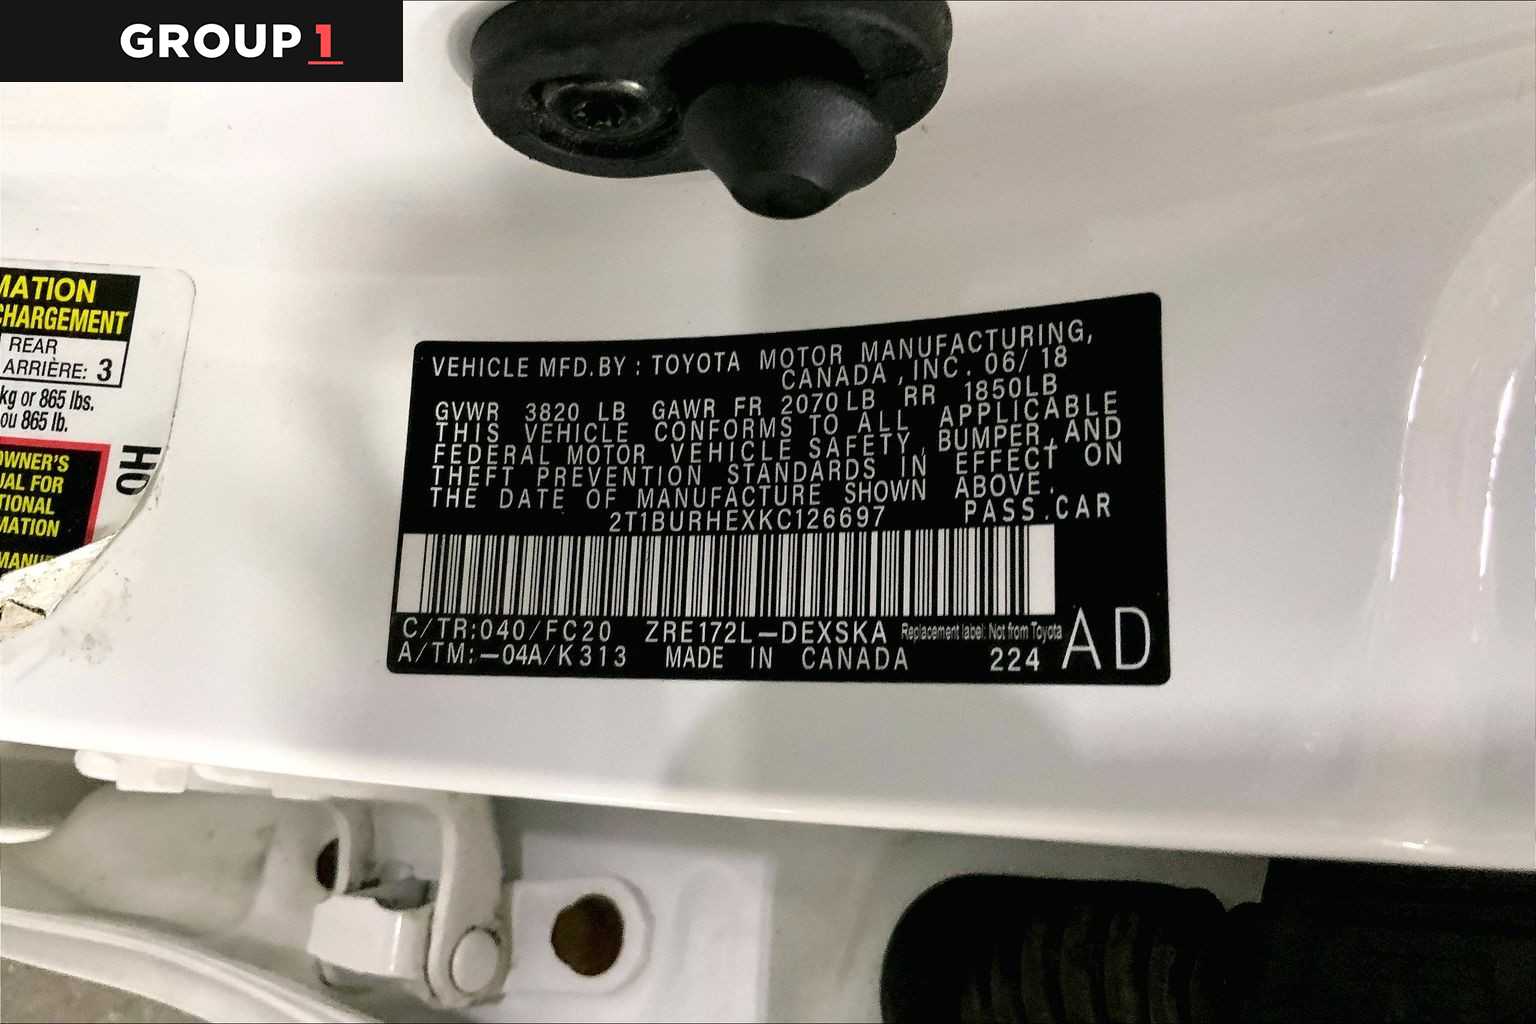 GROUP 1
MATION
CHARGEMENT
REAR
ARRIÈRE: 3
kg or 865 lbs.
ou 865 lb.
OWNER'S
UAL FOR
TIONAL
MATION
MANU
HO
VEHICLE MFD.BY : TOYOTA MOTOR MANUFACTURING,
CANADA, INC. 06/18
GVWR 3820 LB GAWR FR 2070LB RR 1850LB
THIS VEHICLE CONFORMS TO ALL APPLICABLE
FEDERAL MOTOR VEHICLE SAFETY, BUMPER,AND
THEFT PREVENTION STANDARDS IN EFFECT ON
THE DATE OF MANUFACTURE SHOWN ABOVE.
2T1BURHEXKC126697 PASS.CAR
C/TR:040/FC20 ZRE172L–DEXSKA Replacement label: Not from Toyota
A/TM:–04A/K313 MADE IN CANADA 224 AD